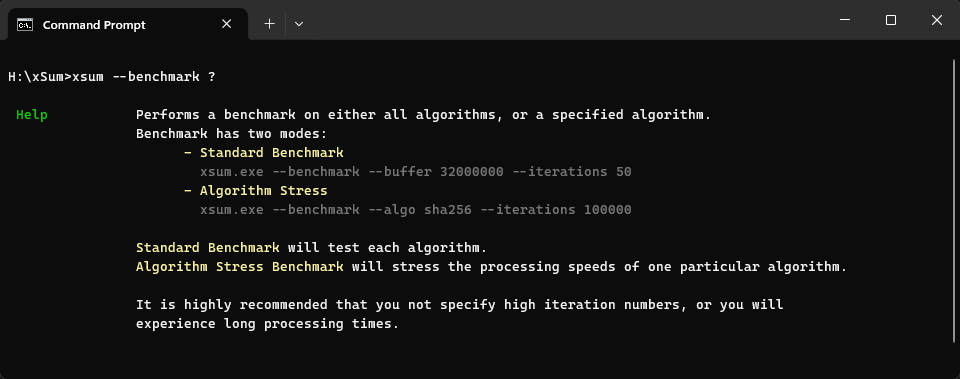 Command Prompt
H:\xSum>xsum --benchmark ?
Help Performs a benchmark on either all algorithms, or a specified algorithm.
Benchmark has two modes:
- Standard Benchmark
xsum.exe --benchmark --buffer 32000000 --iterations 50
- Algorithm Stress
xsum.exe --benchmark --algo sha256 --iterations 100000
Standard Benchmark will test each algorithm.
Algorithm Stress Benchmark will stress the processing speeds of one particular algorithm.
It is highly recommended that you not specify high iteration numbers, or you will
experience long processing times.